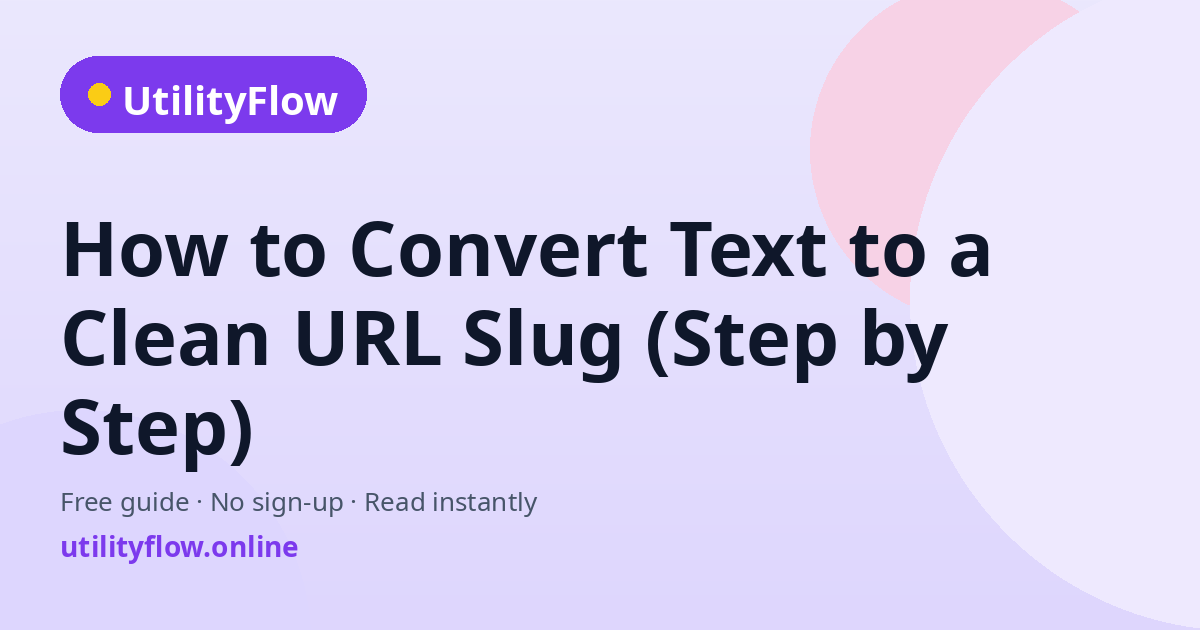 UtilityFlow
How to Convert Text to a
Clean URL Slug (Step by
Step)
Free guide · No sign-up · Read instantly
utilityflow.online